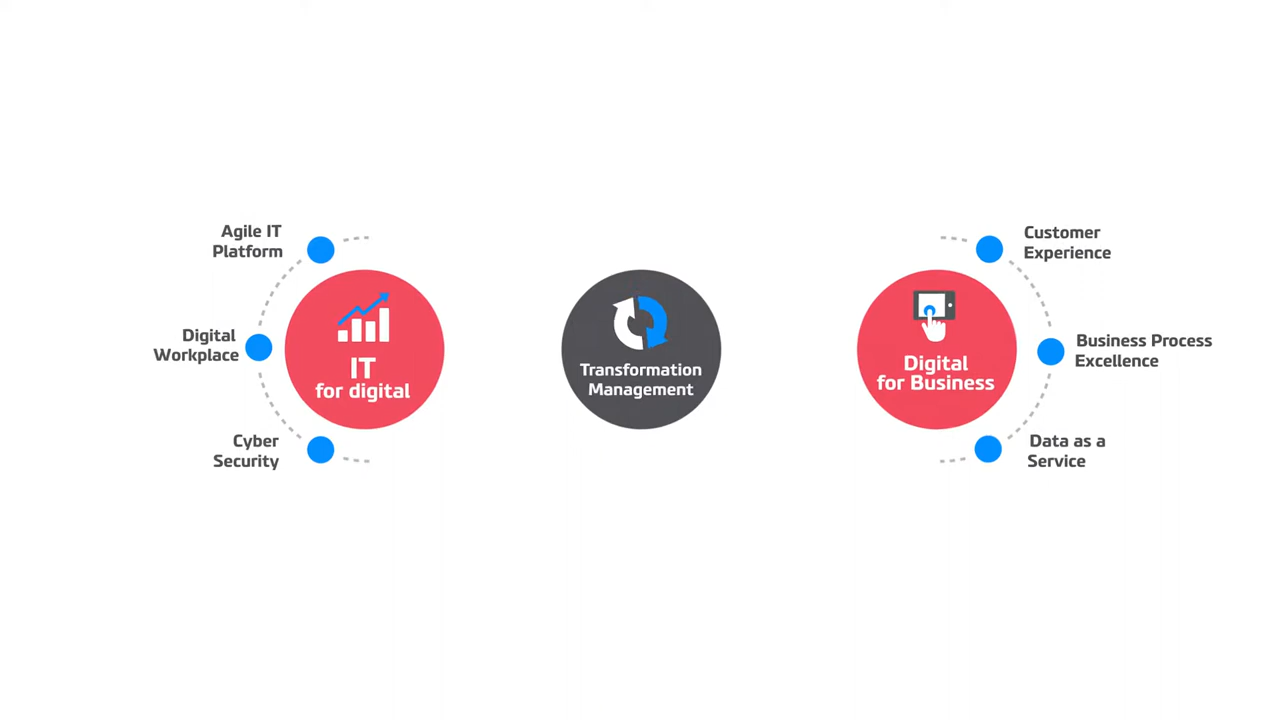 Agile IT
Platform
Digital
Workplace
Cyber
Security
IT
for digital
Transformation
Management
Digital
for Business
Customer
Experience
Business Process
Excellence
Data as a
Service